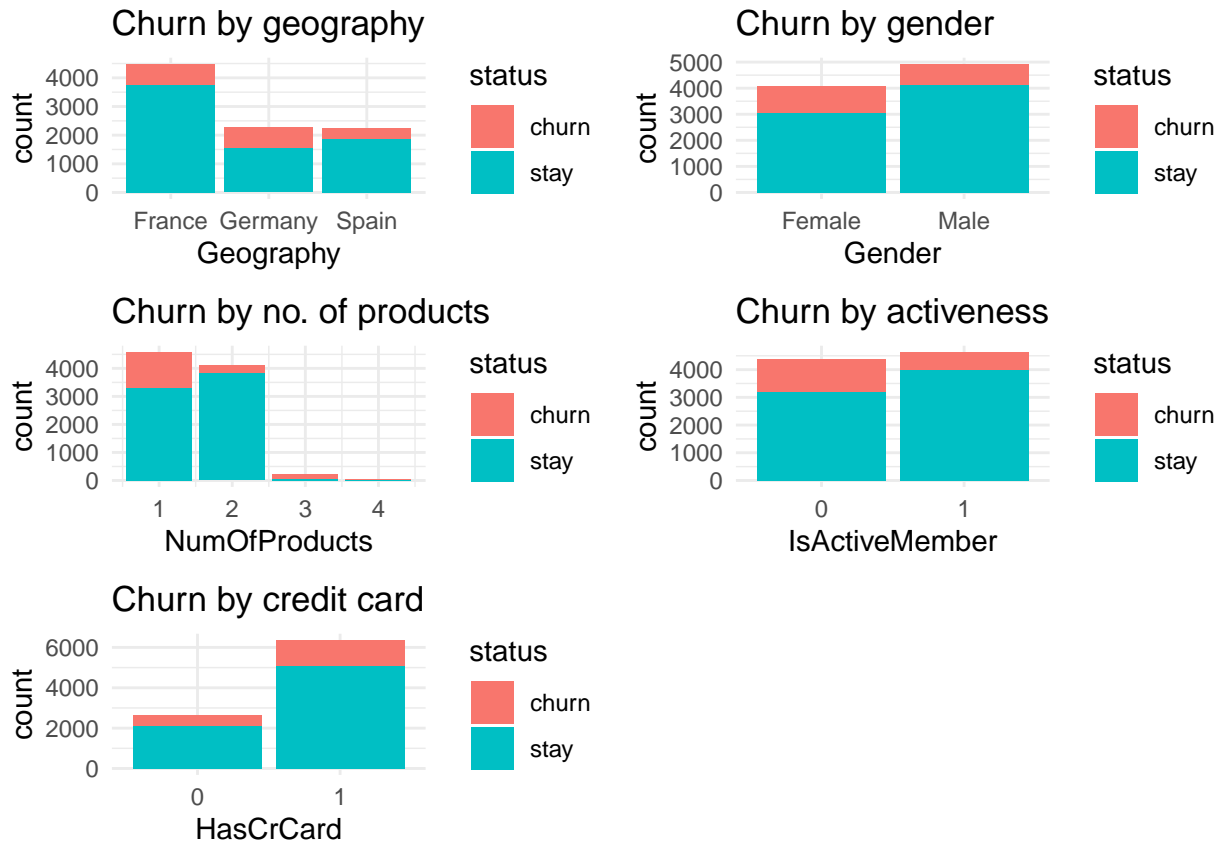 Churn by geography
count
4000
3000
2000
1000
0
France Germany Spain
Geography
status
churn
stay
Churn by gender
count
5000
4000
3000
2000
1000
0
Female Male
Gender
status
churn
stay
Churn by no. of products
count
4000
3000
2000
1000
0
1 2 3 4
NumOfProducts
status
churn
stay
Churn by activeness
count
4000
3000
2000
1000
0
0 1
IsActiveMember
status
churn
stay
Churn by credit card
count
6000
4000
2000
0
0 1
HasCrCard
status
churn
stay